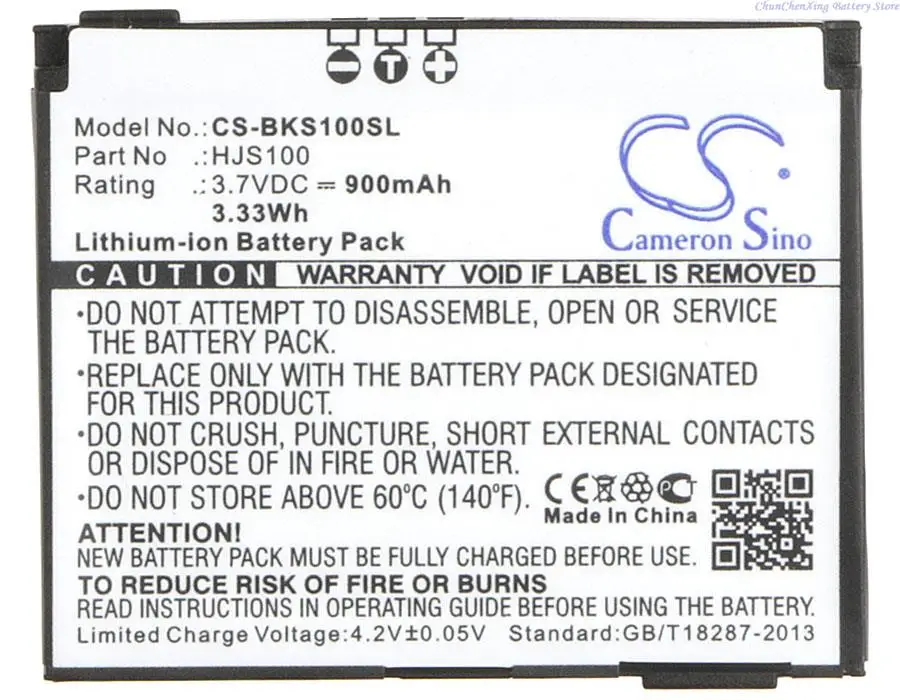 ChunChenXing Battery Store
− T +
Model No.: CS-BKS100SL
Part No .: HJS100
Rating .: 3.7VDC ⎓ 900mAh
3.33Wh
Lithium-ion Battery Pack
Cameron Sino
CAUTION WARRANTY VOID IF LABEL IS REMOVED
•DO NOT ATTEMPT TO DISASSEMBLE, OPEN OR SERVICE
THE BATTERY PACK.
•REPLACE ONLY WITH THE BATTERY PACK DESIGNATED
FOR THIS PRODUCT.
•DO NOT CRUSH, PUNCTURE, SHORT EXTERNAL CONTACTS
OR DISPOSE OF IN FIRE OR WATER.
•DO NOT STORE ABOVE 60°C (140°F).
CE PCT
Made In China
ATTENTION!
NEW BATTERY PACK MUST BE FULLY CHARGED BEFORE USE.
TO REDUCE RISK OF FIRE OR BURNS
READ INSTRUCTIONS IN OPERATING GUIDE BEFORE USING THE BATTERY.
Limited Charge Voltage:4.2V±0.05V Standard:GB/T18287-2013